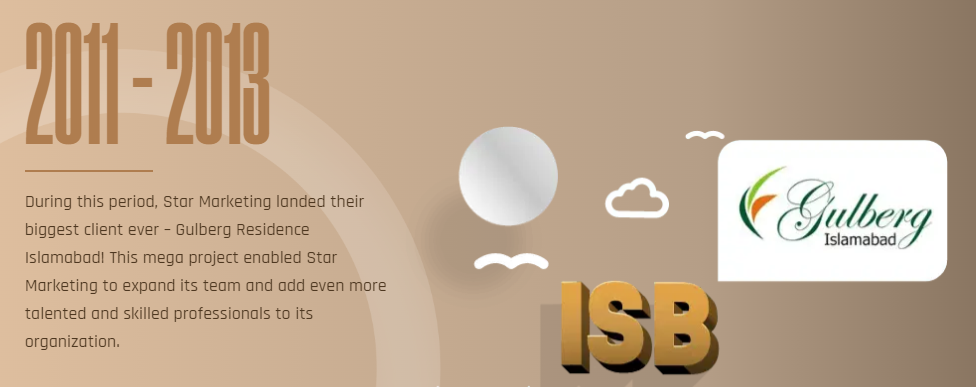 2011 - 2013
During this period, Star Marketing landed their
biggest client ever – Gulberg Residence
Islamabad! This mega project enabled Star
Marketing to expand its team and add even more
talented and skilled professionals to its
organization.
Gulberg
Islamabad
ISB